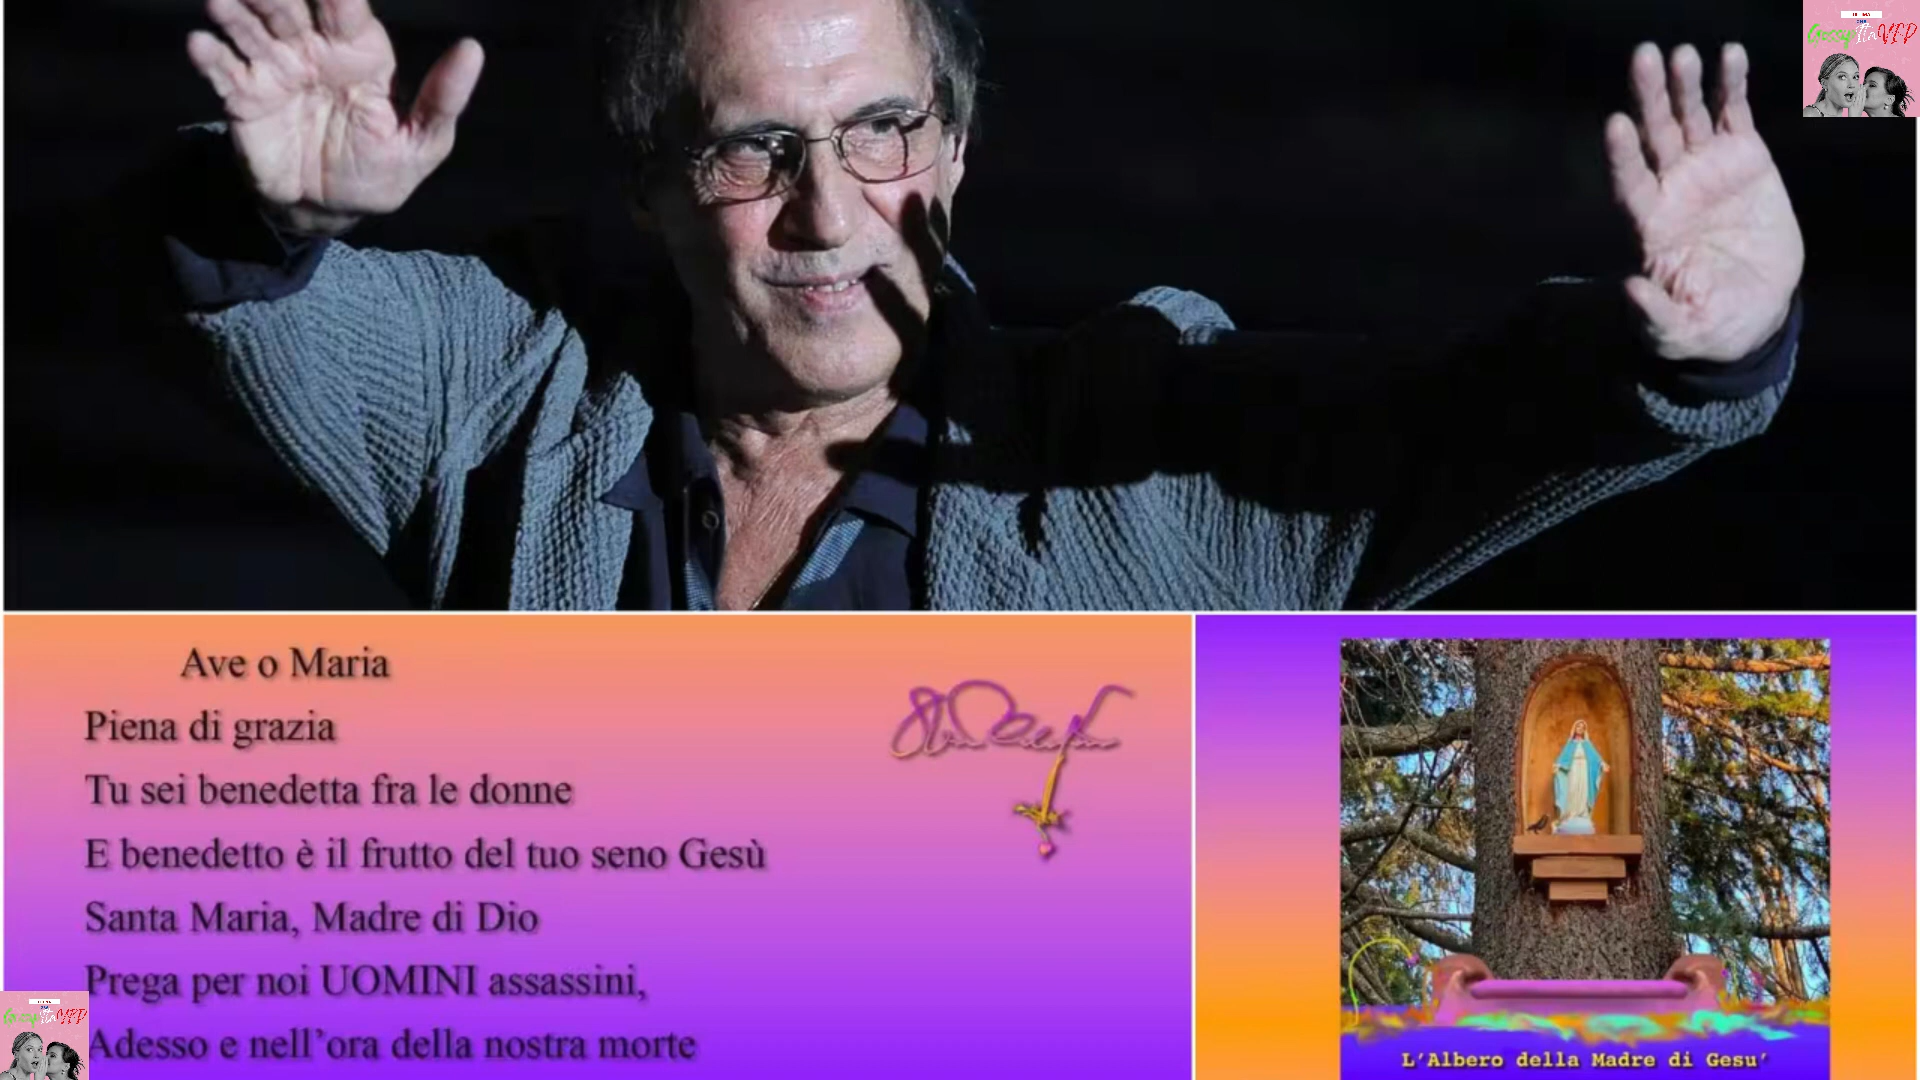 GossipItaVIP
Ave o Maria
Piena di grazia
Tu sei benedetta fra le donne
E benedetto è il frutto del tuo seno Gesù
Santa Maria, Madre di Dio
Prega per noi UOMINI assassini,
Adesso e nell’ora della nostra morte
L’Albero della Madre di Gesu’
GossipItaVIP